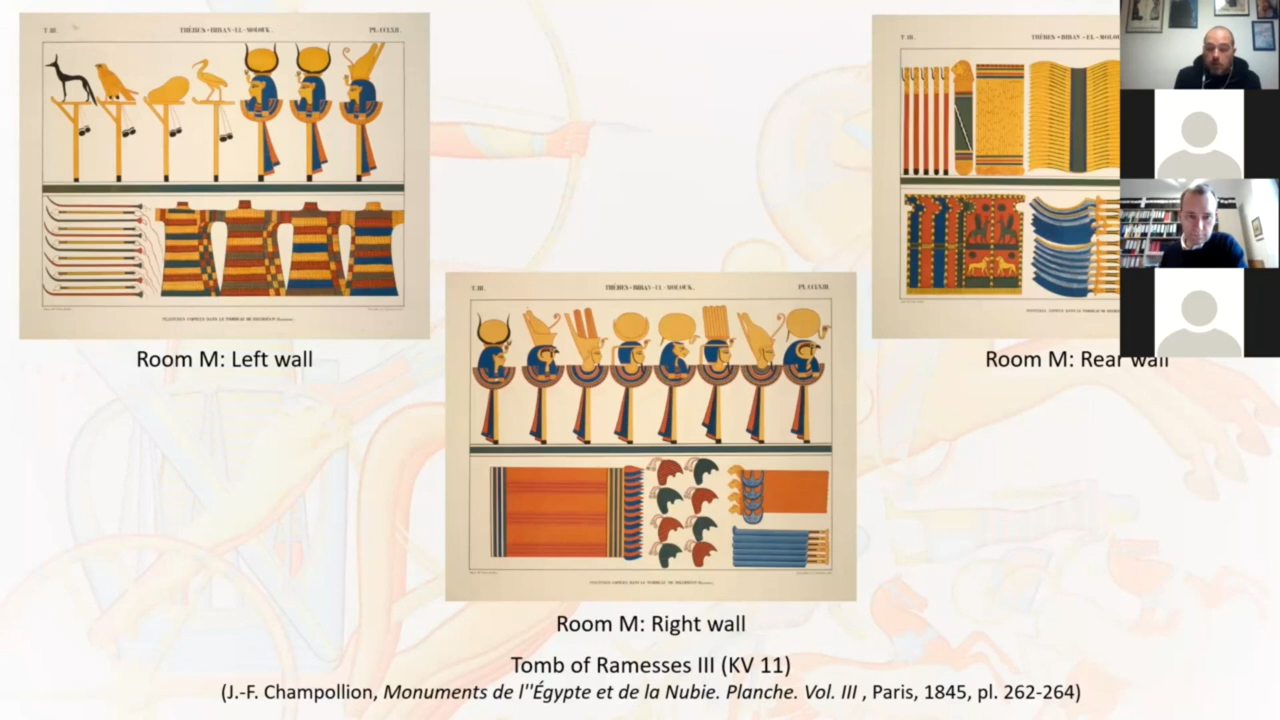 T. III. THÈBES = BIBAN-EL-MOLOUK. PL. CCLXII.
Room M: Left wall
T. III. THÈBES = BIBAN-EL-MOLOUK. PL. CCLXIII.
Room M: Right wall
T. III. THÈBES = BIBAN-EL-MOLO
Room M: Rear wall
Tomb of Ramesses III (KV 11)
(J.-F. Champollion, Monuments de l''Égypte et de la Nubie. Planche. Vol. III , Paris, 1845, pl. 262-264)